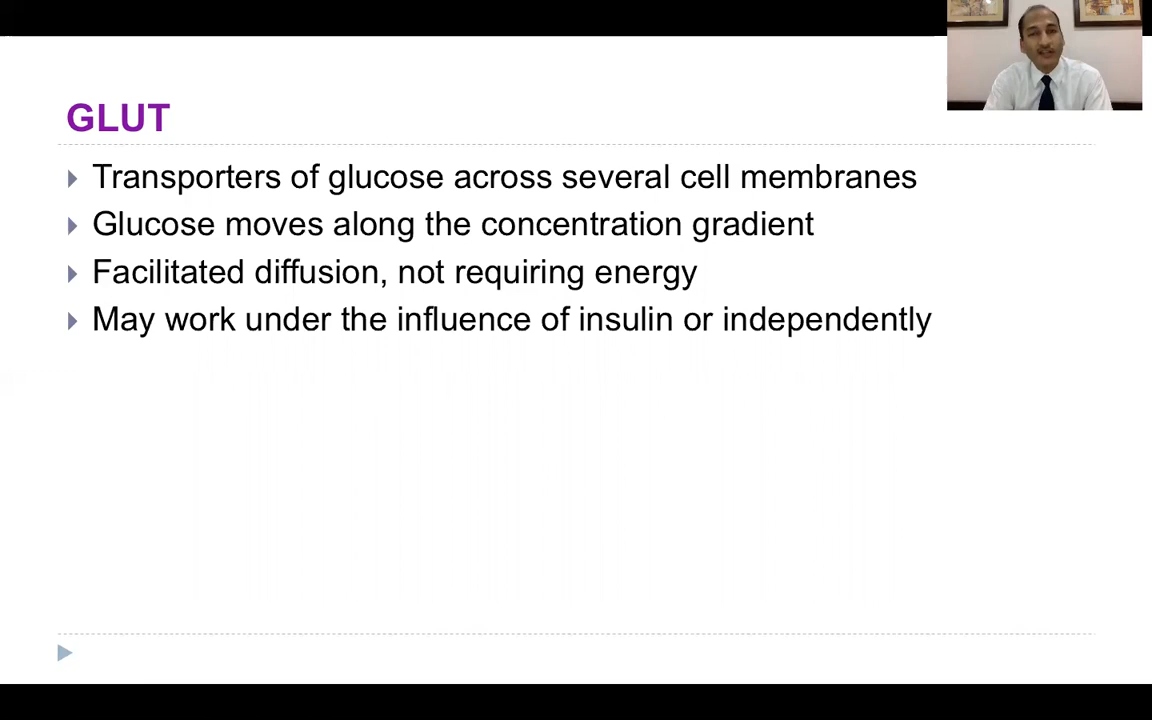 GLUT
Transporters of glucose across several cell membranes
Glucose moves along the concentration gradient
Facilitated diffusion, not requiring energy
May work under the influence of insulin or independently